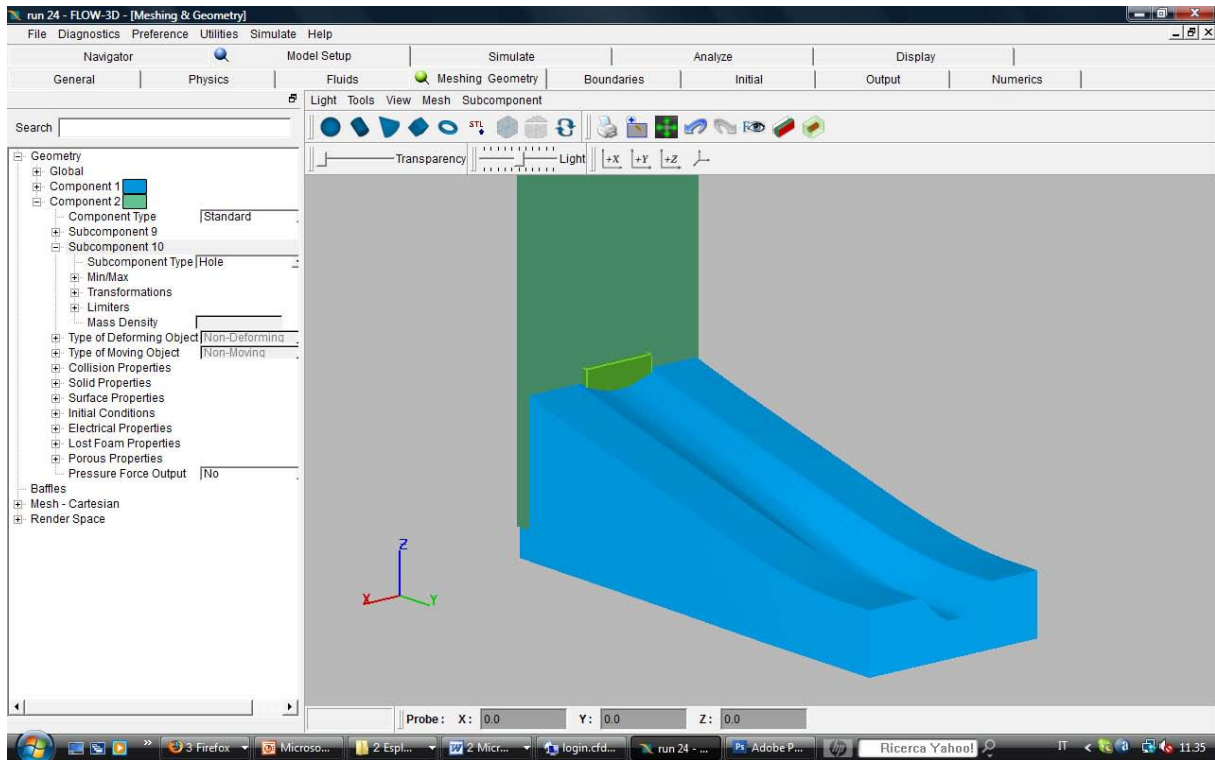 run 24 - FLOW-3D - [Meshing & Geometry]
File Diagnostics Preference Utilities Simulate Help
Navigator Model Setup Simulate Analyze Display
General Physics Fluids Meshing Geometry Boundaries Initial Output Numerics
Light Tools View Mesh Subcomponent
Search
STL
Transparency Light +X +Y +Z
Geometry
Global
Component 1
Component 2
Component Type Standard
Subcomponent 9
Subcomponent 10
Subcomponent Type Hole
Min/Max
Transformations
Limiters
Mass Density
Type of Deforming Object Non-Deforming
Type of Moving Object Non-Moving
Collision Properties
Solid Properties
Surface Properties
Initial Conditions
Electrical Properties
Lost Foam Properties
Porous Properties
Pressure Force Output No
Baffles
Mesh - Cartesian
Render Space
Z
X Y
Probe : X : 0.0 Y : 0.0 Z : 0.0
3 Firefox Microso... 2 Espl... 2 Micr... login.cfd... run 24 - ... Adobe P... Ricerca Yahoo! IT 11.35